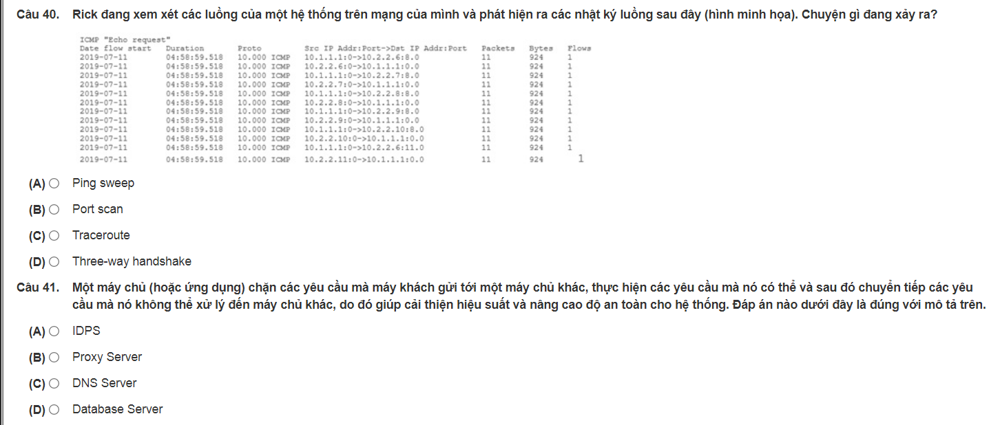 Câu 40. Rick đang xem xét các luồng của một hệ thống trên mạng của mình và phát hiện ra các nhật ký luồng sau đây (hình minh họa). Chuyện gì đang xảy ra?
ICMP "Echo request"
Date flow start Duration Proto Src IP Addr:Port->Dst IP Addr:Port Packets Bytes Flows
2019-07-11 04:58:59.518 10.000 ICMP 10.1.1.1:0->10.2.2.6:8.0 11 924 1
2019-07-11 04:58:59.518 10.000 ICMP 10.2.2.6:0->10.1.1.1:0.0 11 924 1
2019-07-11 04:58:59.518 10.000 ICMP 10.1.1.1:0->10.2.2.7:8.0 11 924 1
2019-07-11 04:58:59.518 10.000 ICMP 10.2.2.7:0->10.1.1.1:0.0 11 924 1
2019-07-11 04:58:59.518 10.000 ICMP 10.1.1.1:0->10.2.2.8:8.0 11 924 1
2019-07-11 04:58:59.518 10.000 ICMP 10.2.2.8:0->10.1.1.1:0.0 11 924 1
2019-07-11 04:58:59.518 10.000 ICMP 10.1.1.1:0->10.2.2.9:8.0 11 924 1
2019-07-11 04:58:59.518 10.000 ICMP 10.2.2.9:0->10.1.1.1:0.0 11 924 1
2019-07-11 04:58:59.518 10.000 ICMP 10.1.1.1:0->10.2.2.10:8.0 11 924 1
2019-07-11 04:58:59.518 10.000 ICMP 10.2.2.10:0->10.1.1.1:0.0 11 924 1
2019-07-11 04:58:59.518 10.000 ICMP 10.1.1.1:0->10.2.2.6:11.0 11 924 1
2019-07-11 04:58:59.518 10.000 ICMP 10.2.2.11:0->10.1.1.1:0.0 11 924 1
(A) Ping sweep
(B) Port scan
(C) Traceroute
(D) Three-way handshake
Câu 41. Một máy chủ (hoặc ứng dụng) chặn các yêu cầu mà máy khách gửi tới một máy chủ khác, thực hiện các yêu cầu mà nó có thể và sau đó chuyển tiếp các yêu
cầu mà nó không thể xử lý đến máy chủ khác, do đó giúp cải thiện hiệu suất và nâng cao độ an toàn cho hệ thống. Đáp án nào dưới đây là đúng với mô tả trên.
(A) IDPS
(B) Proxy Server
(C) DNS Server
(D) Database Server